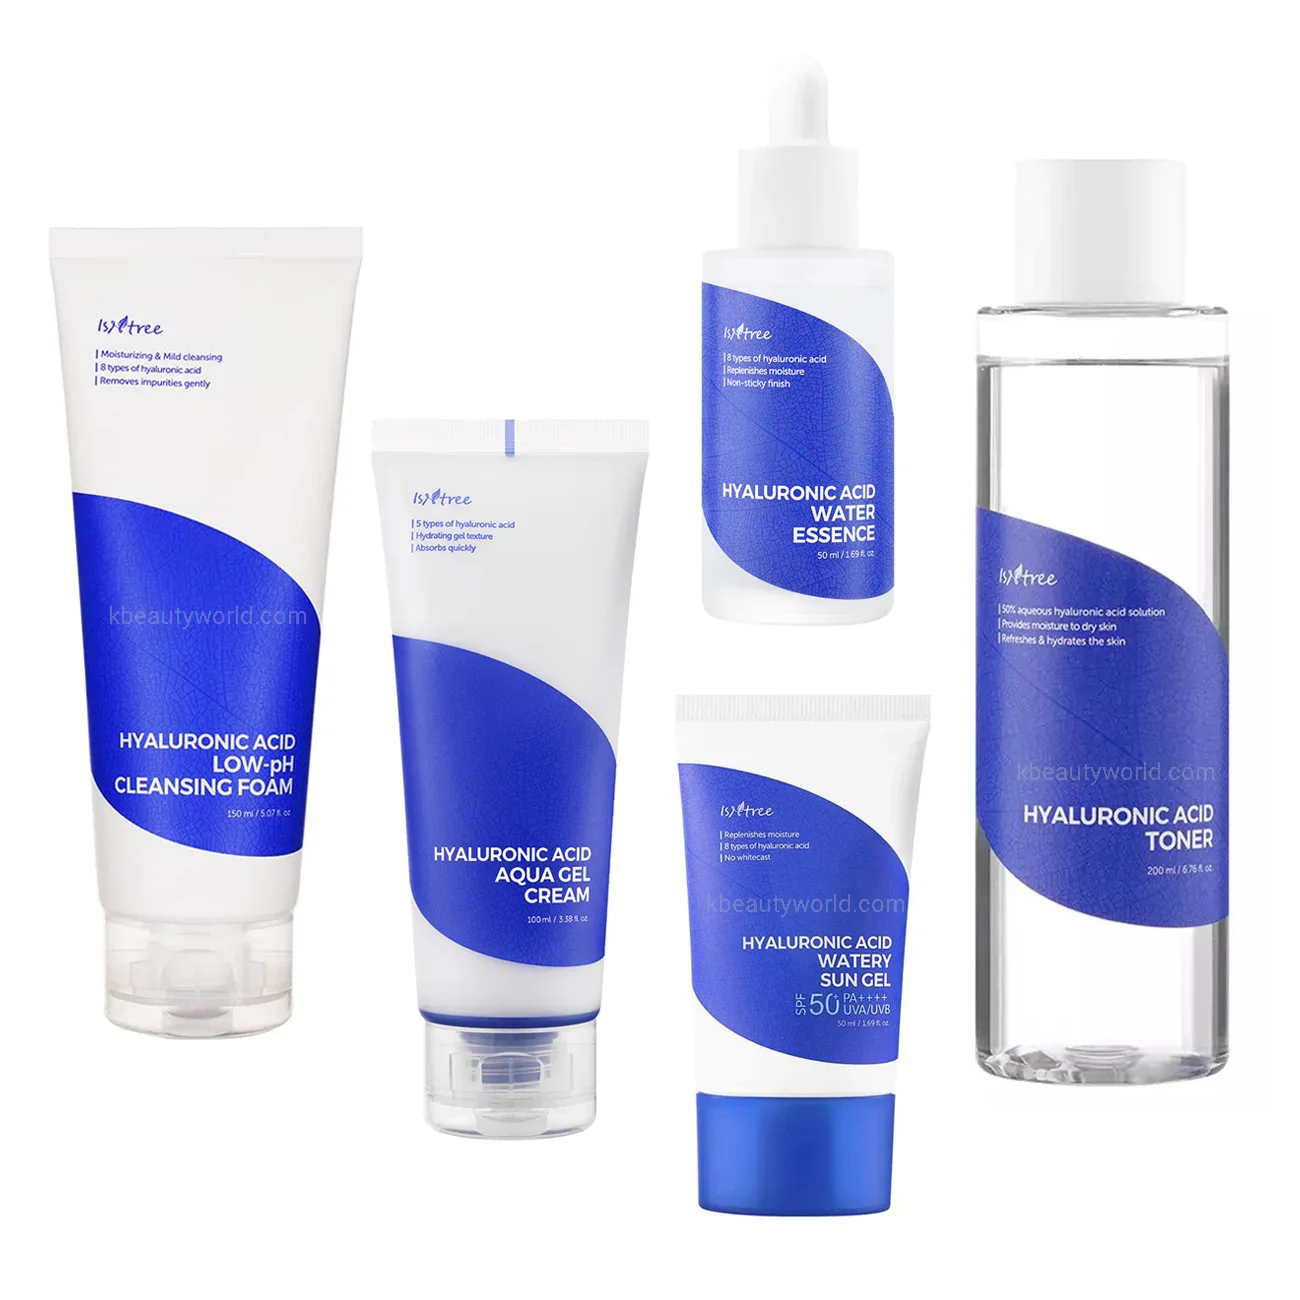 Isntree
Moisturizing & Mild cleansing
8 types of hyaluronic acid
Removes impurities gently
kbeautyworld.com
HYALURONIC ACID
LOW-pH
CLEANSING FOAM
150 ml / 5.07 fl. oz
Isntree
5 types of hyaluronic acid
Hydrating gel texture
Absorbs quickly
HYALURONIC ACID
AQUA GEL
CREAM
100 ml / 3.38 fl. oz
Isntree
8 types of hyaluronic acid
Replenishes moisture
Non-sticky finish
HYALURONIC ACID
WATER
ESSENCE
50 ml / 1.69 fl. oz
Isntree
Replenishes moisture
8 types of hyaluronic acid
No whitecast
kbeautyworld.com
HYALURONIC ACID
WATERY
SUN GEL
SPF 50+ PA++++
UVA/UVB
50 ml / 1.69 fl. oz
Isntree
50% aqueous hyaluronic acid solution
Provides moisture to dry skin
Refreshes & hydrates the skin
kbeautyworld.com
HYALURONIC ACID
TONER
200 ml / 6.76 fl. oz